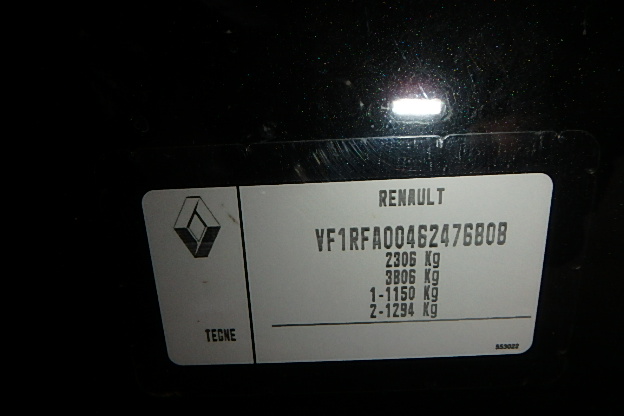 RENAULT
VF1RFA00462476808
2306 Kg
3806 Kg
1-1150 Kg
2-1294 Kg
TECNE
553022